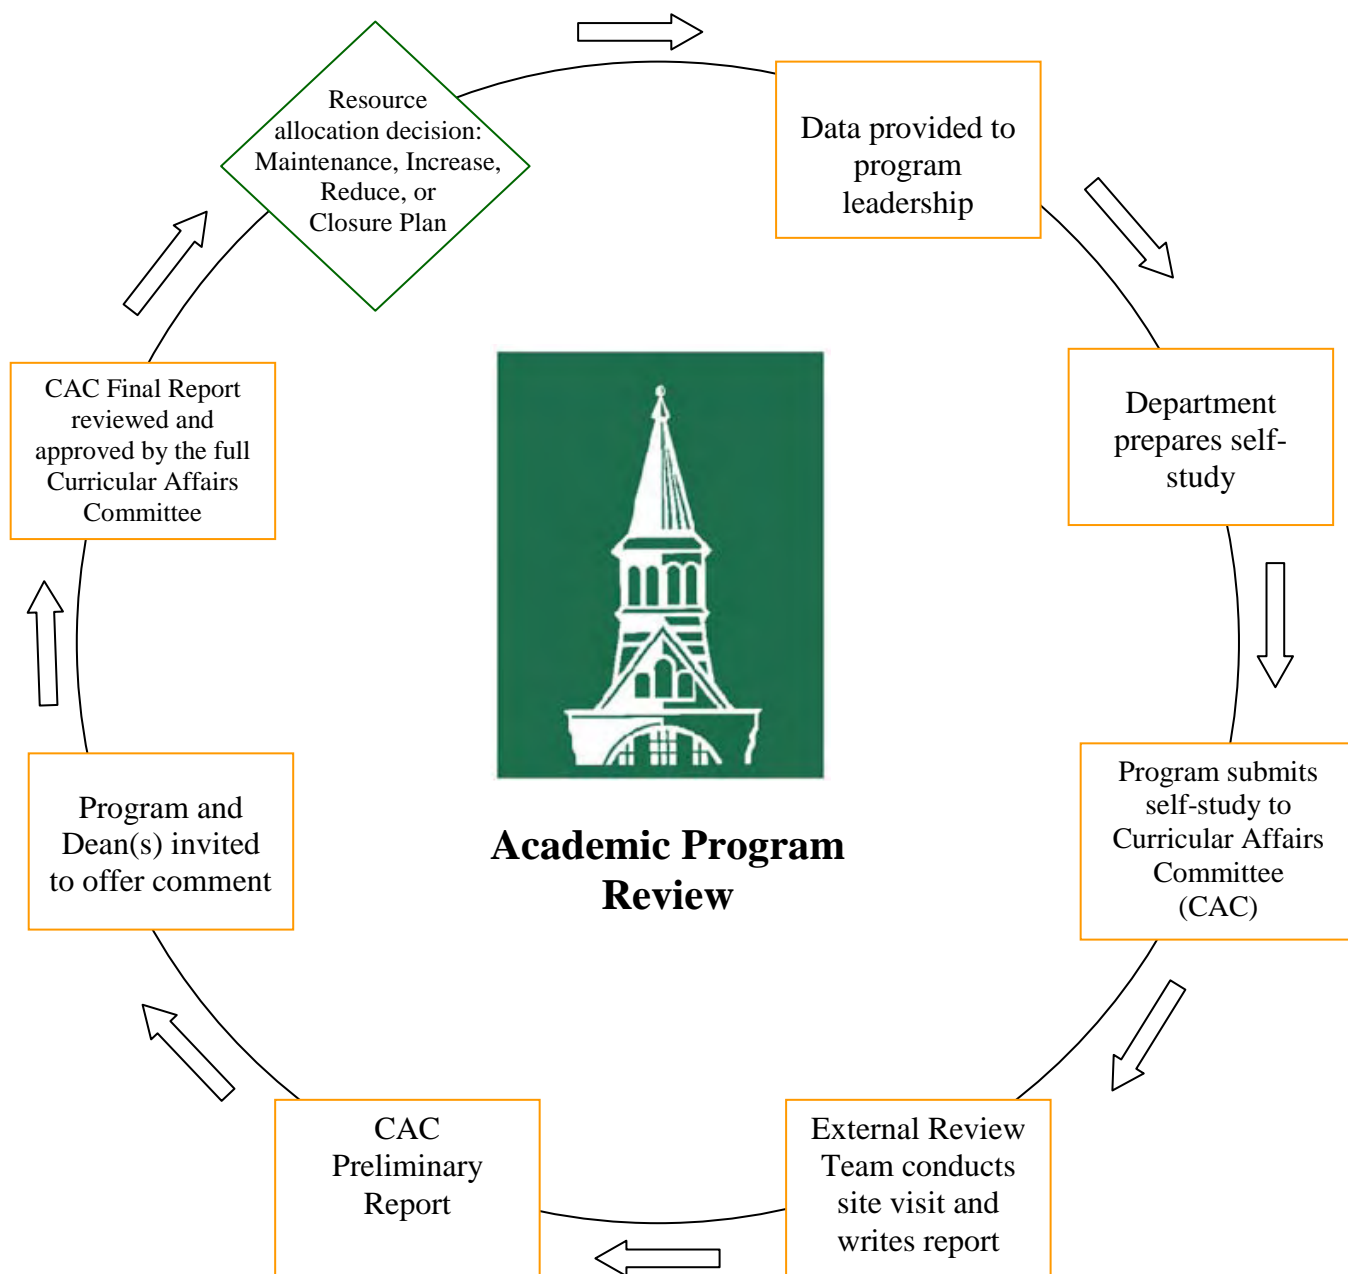 Resource
allocation decision:
Maintenance, Increase,
Reduce, or
Closure Plan
Data provided to
program
leadership
Department
prepares self-
study
Program submits
self-study to
Curricular Affairs
Committee
(CAC)
External Review
Team conducts
site visit and
writes report
CAC
Preliminary
Report
Program and
Dean(s) invited
to offer comment
CAC Final Report
reviewed and
approved by the full
Curricular Affairs
Committee
Academic Program
Review